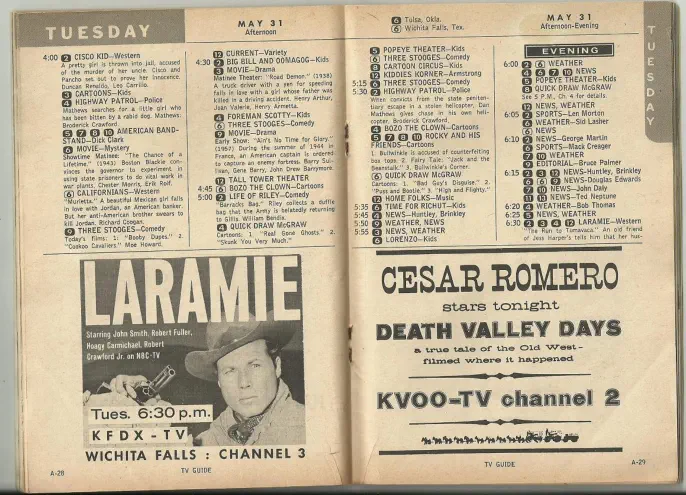 TUESDAY
MAY 31
Afternoon
4:00 2 CISCO KID—Western
A pretty girl is thrown into jail, accused
of the murder of her uncle. Cisco and
Pancho set out to prove her innocence.
Duncan Renaldo, Leo Carrillo.
3 CARTOONS—Kids
4 HIGHWAY PATROL—Police
Mathews searches for a little girl who
has been bitten by a rabid dog. Mathews:
Broderick Crawford.
5 7 8 10 AMERICAN BAND-
STAND—Dick Clark
6 MOVIE—Mystery
Showtime Matinee: "The Chance of a
Lifetime." (1943) Boston Blackie con-
vinces the governor to experiment in
using state prisoners to do vital work in
war plants. Chester Morris, Erik Rolf.
6 CALIFORNIANS—Western
"Murietta." A beautiful Mexican girl falls
in love with Jordan, an American banker.
But her anti-American brother swears to
kill Jordan. Richard Coogan.
9 THREE STOOGES—Comedy
Today's films: 1. "Booby Dupes." 2.
"Cookoo Cavaliers." Moe Howard.
12 CURRENT—Variety
4:30 2 BIG BILL AND OOMAGOG—Kids
3 MOVIE—Drama
Matinee Theater: "Road Demon." (1938)
A truck driver with a yen for speeding
falls in love with a girl whose father was
killed in a driving accident. Henry Arthur,
Joan Valerie, Henry Armetta.
4 FOREMAN SCOTTY—Kids
6 THREE STOOGES—Comedy
9 MOVIE—Drama
Early Show: "Ain't No Time for Glory."
(1957) During the summer of 1944 in
France, an American captain is ordered
to capture an enemy fortress. Barry Sul-
livan, Gene Barry, John Drew Barrymore.
12 TALL TOWER THEATER
4:45 6 BOZO THE CLOWN—Cartoons
5:00 2 LIFE OF RILEY—Comedy
"Barracks Bag." Riley collects a duffle
bag that the Army is belatedly returning
to Gillis. William Bendix.
4 QUICK DRAW McGRAW
Cartoons: 1. "Real Gone Ghosts." 2.
"Skunk You Very Much."
LARAMIE
Starring John Smith, Robert Fuller,
Hoagy Carmichael, Robert
Crawford Jr. on NBC-TV
Tues. 6:30 p.m.
KFDX-TV
WICHITA FALLS : CHANNEL 3
A-28
TV GUIDE
6 Tulsa, Okla.
6 Wichita Falls, Tex.
MAY 31
Afternoon-Evening
TUESDAY
5 POPEYE THEATER—Kids
6 THREE STOOGES—Comedy
8 CARTOON CIRCUS—Kids
12 KIDDIES KORNER—Armstrong
5:15 6 THREE STOOGES—Comedy
5:30 2 HIGHWAY PATROL—Police
When convicts from the state peniten-
tiary escape in a stolen helicopter, Dan
Mathews gives chase in his own heli-
copter. Broderick Crawford.
4 BOZO THE CLOWN—Cartoons
5 7 8 10 ROCKY AND HIS
FRIENDS—Cartoons
1. Bullwinkle is accused of counterfeiting
box tops. 2. Fairy Tale: "Jack and the
Beanstalk." 3. Bullwinkle's Corner.
6 QUICK DRAW McGRAW
Cartoons: 1. "Bad Guy's Disguise." 2.
"Puss and Bootie." 3. "High and Flighty."
12 HOME FOLKS—Music
5:35 6 TIME FOR RICHUT—Kids
5:45 4 NEWS—Huntley, Brinkley
5:50 9 WEATHER, NEWS
5:55 3 NEWS, WEATHER
6 LORENZO—Kids
EVENING
6:00 2 6 WEATHER
4 6 7 10 NEWS
5 POPEYE THEATER—Kids
8 QUICK DRAW McGRAW
See 5 P.M., Ch. 4 for details.
12 NEWS, WEATHER
6:05 2 SPORTS—Len Morton
6 WEATHER—Sid Lasher
6 NEWS
6:10 2 NEWS—George Martin
SPORTS—Mack Creager
7 10 WEATHER
9 EDITORIAL—Bruce Palmer
6:15 2 3 12 NEWS—Huntley, Brinkley
6 6 NEWS—Douglas Edwards
7 10 NEWS—John Daly
NEWS—Ted Neptune
6:20 4 WEATHER—Bob Thomas
6:25 5 NEWS, WEATHER
6:30 2 3 4 12 LARAMIE—Western
"The Run to Tumavaca." An old friend
of Jess Harper's tells him that her hus-
CESAR ROMERO
stars tonight
DEATH VALLEY DAYS
a true tale of the Old West—
filmed where it happened
KVOO-TV channel 2
TV GUIDE
A-29